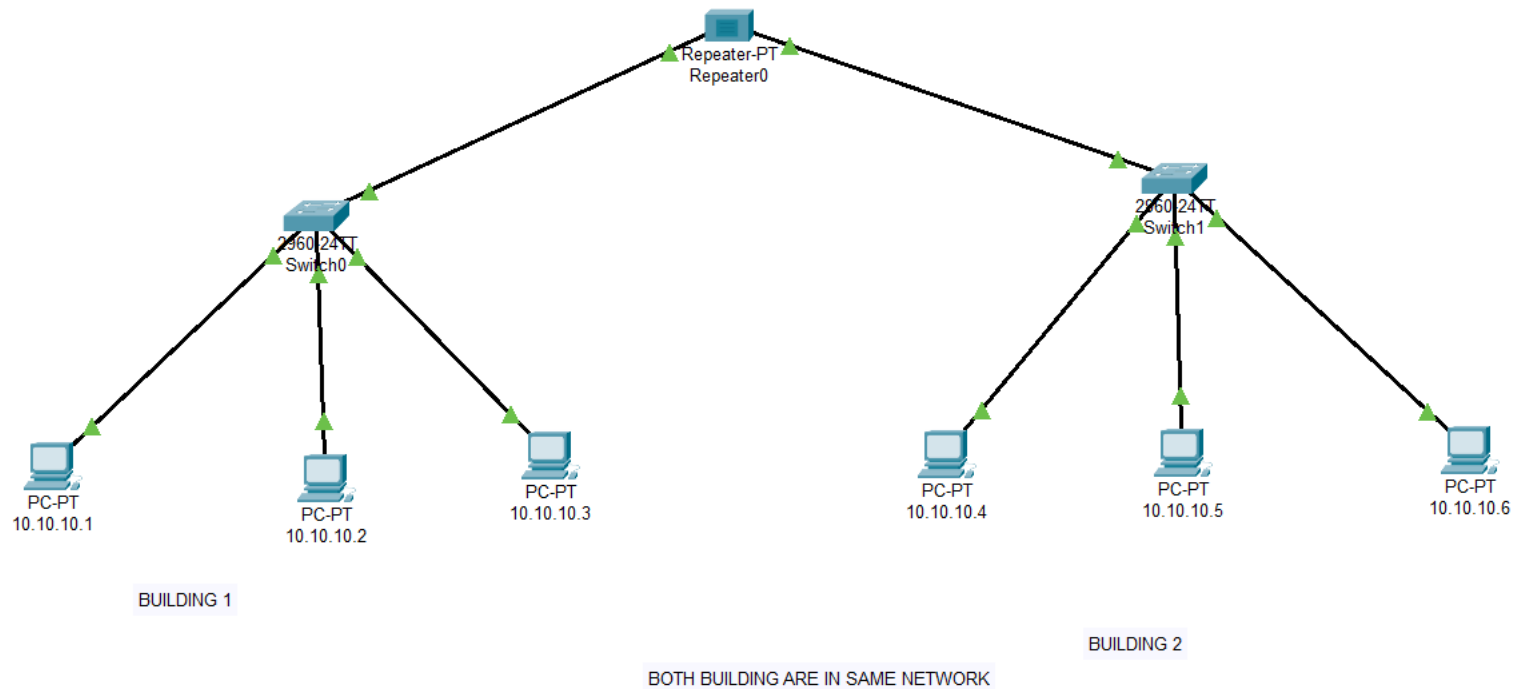 Repeater-PT
Repeater0
2960-24TT
Switch0
2960-24TT
Switch1
PC-PT
10.10.10.1
PC-PT
10.10.10.2
PC-PT
10.10.10.3
PC-PT
10.10.10.4
PC-PT
10.10.10.5
PC-PT
10.10.10.6
BUILDING 1
BUILDING 2
BOTH BUILDING ARE IN SAME NETWORK